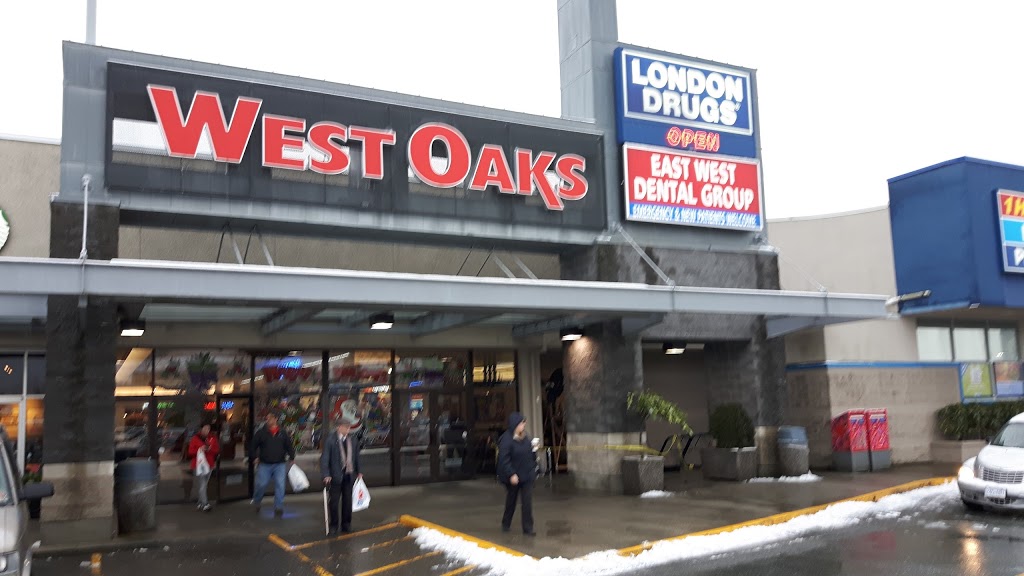 WEST OAKS
LONDON
DRUGS
OPEN
EAST WEST
DENTAL GROUP
EMERGENCY & NEW PATIENTS WELCOME